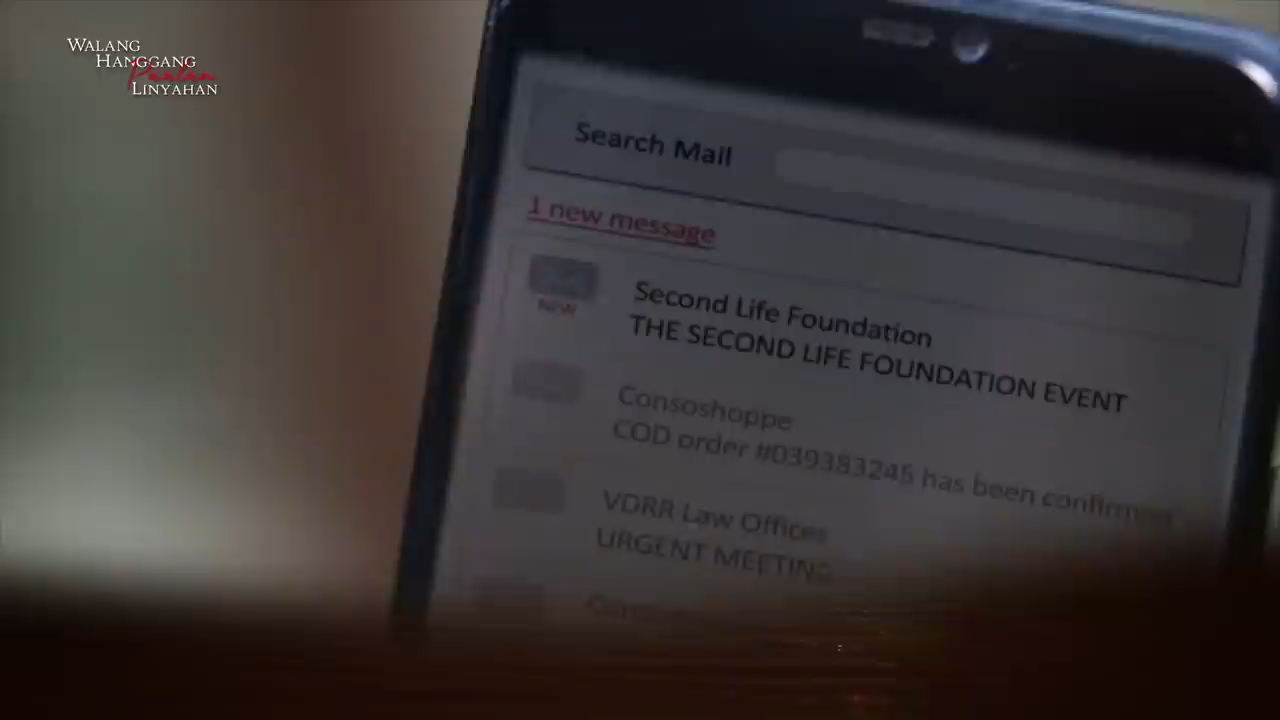 WALANG
HANGGANG
Paalam
LINYAHAN
Search Mail
1 new message
NEW
Second Life Foundation
THE SECOND LIFE FOUNDATION EVENT
Consoshoppe
COD order #039383245 has been confirmed
VDRR Law Offices
URGENT MEETING